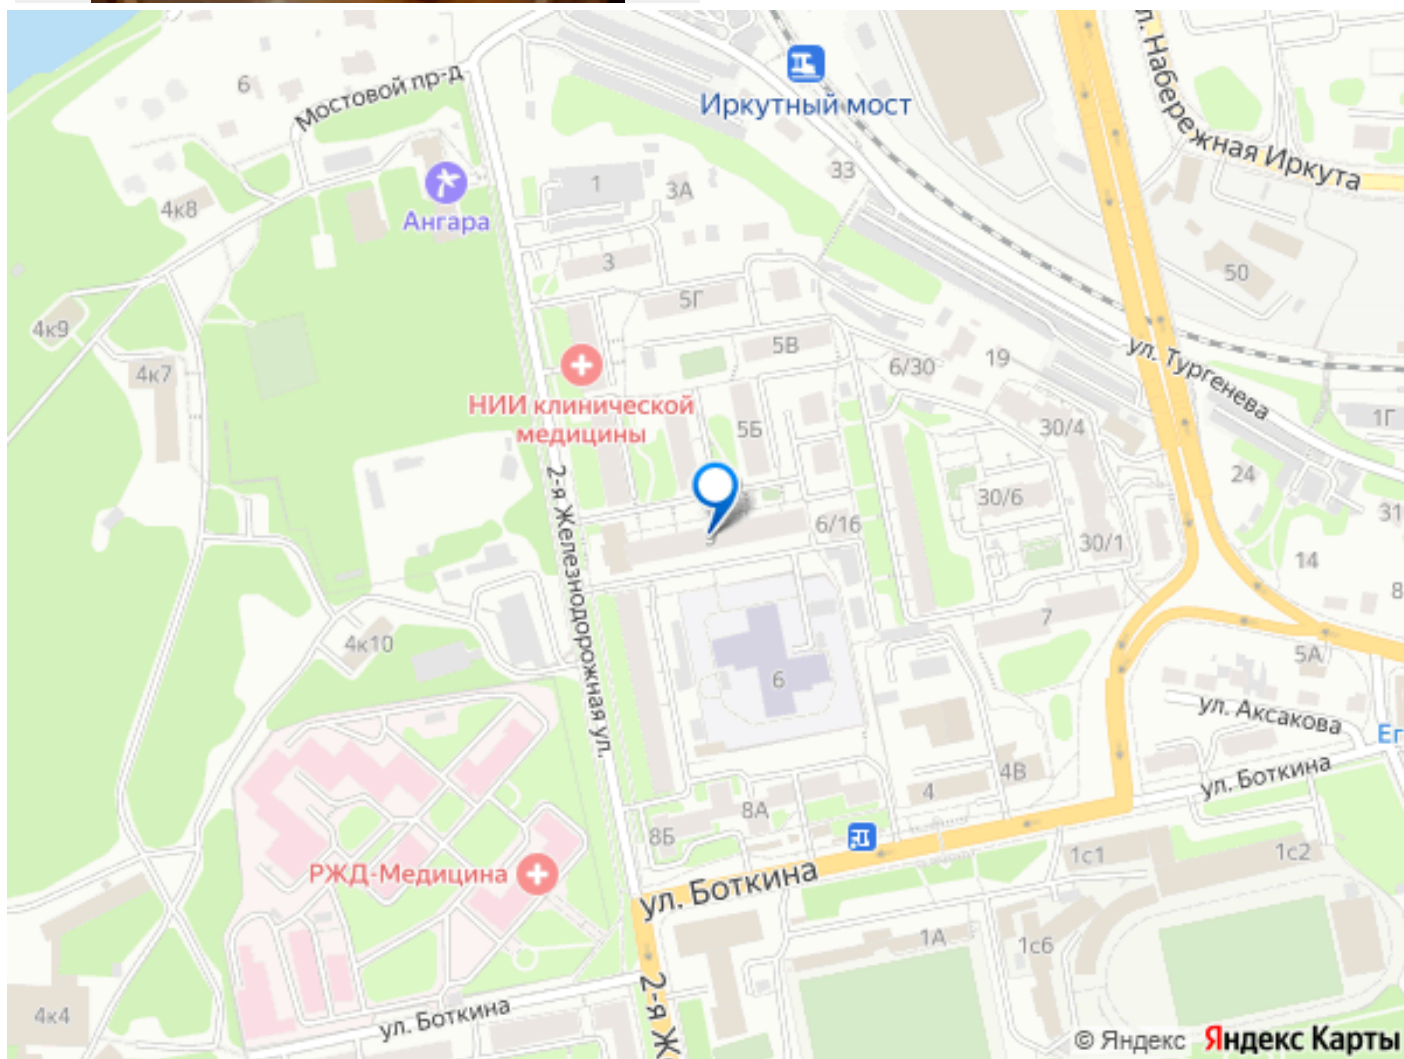 6
Мостовой пр-д
Иркутный мост
ул. Набережная Иркута
Ангара
4к8
1
3А
33
3
50
5Г
4к9
4к7
5В
6/30
19
ул. Тургенева
НИИ клинической
медицины
5Б
30/4
1Г
24
2-я Железнодорожная ул.
30/6
31
6/16
30/1
14
8
7
4к10
5А
6
ул. Аксакова
Ег
4В
4
ул. Боткина
8А
8Б
1с1
1с2
РЖД-Медицина
ул. Боткина
1А
1с6
2-я Ж
4к4
ул. Боткина
© Яндекс Яндекс Карты